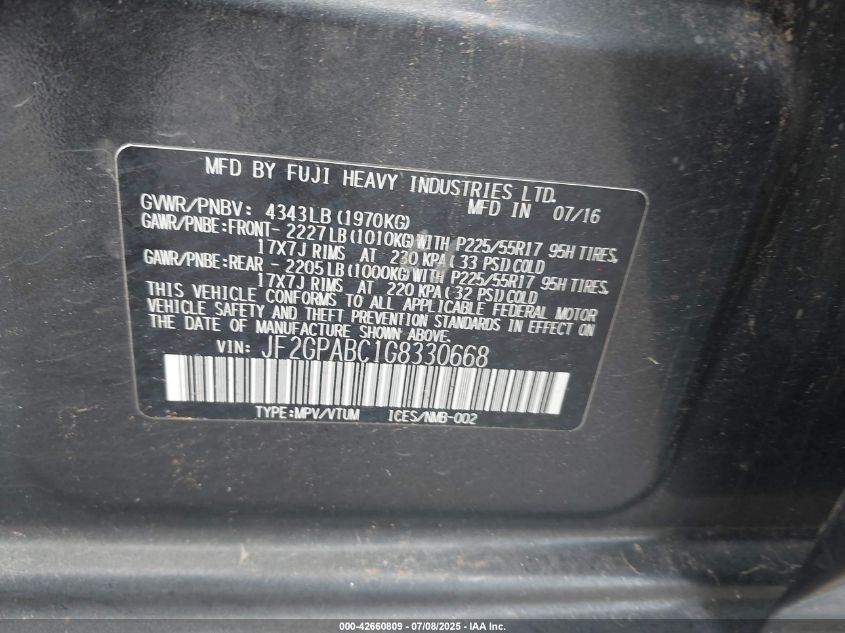 MFD BY FUJI HEAVY INDUSTRIES LTD.
MFD IN 07/16
GVWR/PNBV: 4343LB(1970KG)
GAWR/PNBE:FRONT- 2227LB(1010KG)WITH P225/55R17 95H TIRES,
17X7J RIMS AT 230 KPA( 33 PSI)COLD
GAWR/PNBE:REAR - 2205LB(1000KG)WITH P225/55R17 95H TIRES,
17X7J RIMS AT 220 KPA(32 PSI)COLD
THIS VEHICLE CONFORMS TO ALL APPLICABLE FEDERAL MOTOR
VEHICLE SAFETY AND THEFT PREVENTION STANDARDS IN EFFECT ON
THE DATE OF MANUFACTURE SHOWN ABOVE.
VIN: JF2GPABC1G8330668
TYPE:MPV/VTUM ICES/NMB-002
000-42660809 - 07/08/2025 - IAA Inc.